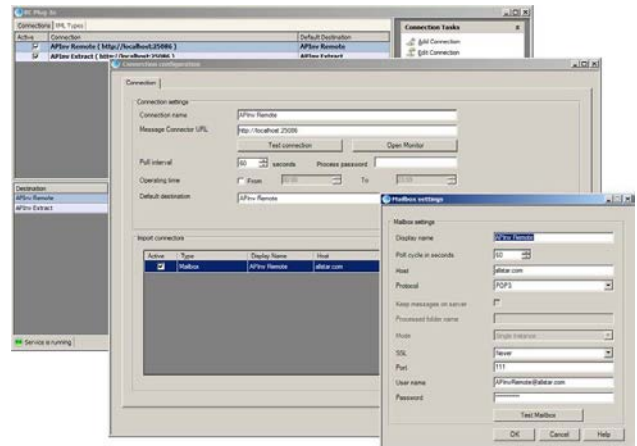 RC Plug-In
Connections XML Types
Active Connection Default Destination
APInv Remote ( http://localhost:25086 ) APInv Remote
APInv Extract ( http://localhost:25086 ) APInv Extract
Connection Tasks
Add Connection
Edit Connection
Destination
APInv Remote
APInv Extract
Service is running
Connection configuration
Connection
Connection settings
Connection name APInv Remote
Message Connector URL http://localhost:25086
Test connection Open Monitor
Poll interval 60 seconds Process password
Operating time From To
Default destination APInv Remote
Import connectors
Active Type Display Name Host
Mailbox APInv Remote allstar.com
Mailbox settings
Mailbox settings
Display name APInv Remote
Poll cycle in seconds 60
Host allstar.com
Protocol POP3
Keep messages on server
Processed folder name
Mode Single instance
SSL Never
Port 111
User name APInvRemote@allstar.com
Password
Test Mailbox
OK Cancel Help